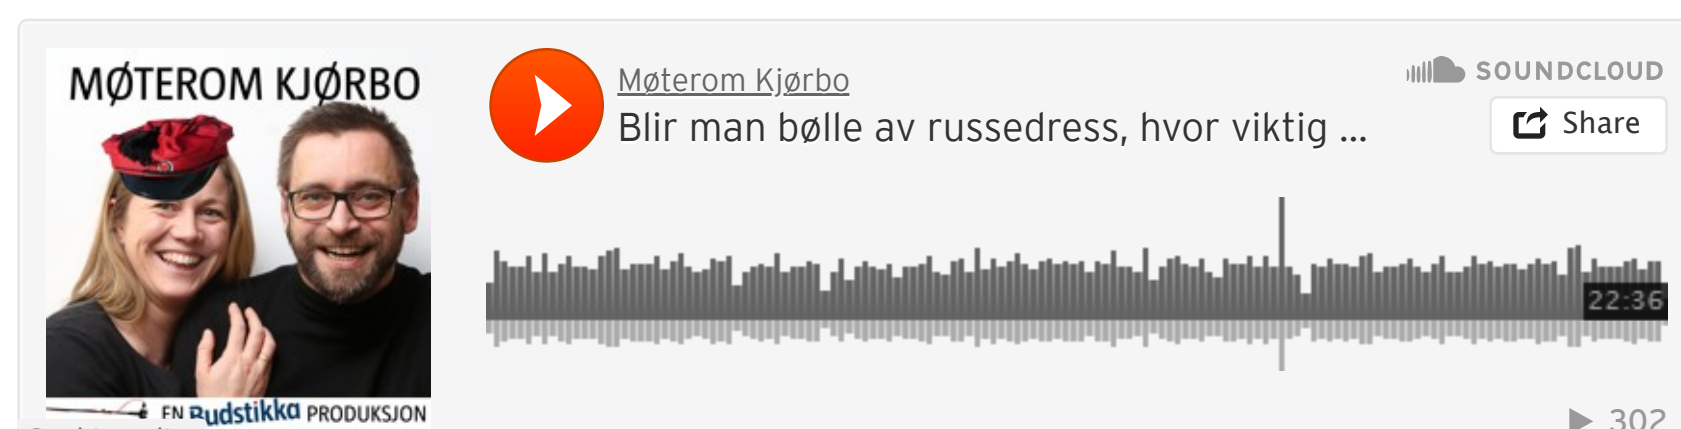 MØTEROM KJØRBO
EN Budstikka PRODUKSJON
Møterom Kjørbo
Blir man bølle av russedress, hvor viktig ...
SOUNDCLOUD
Share
22:36
302